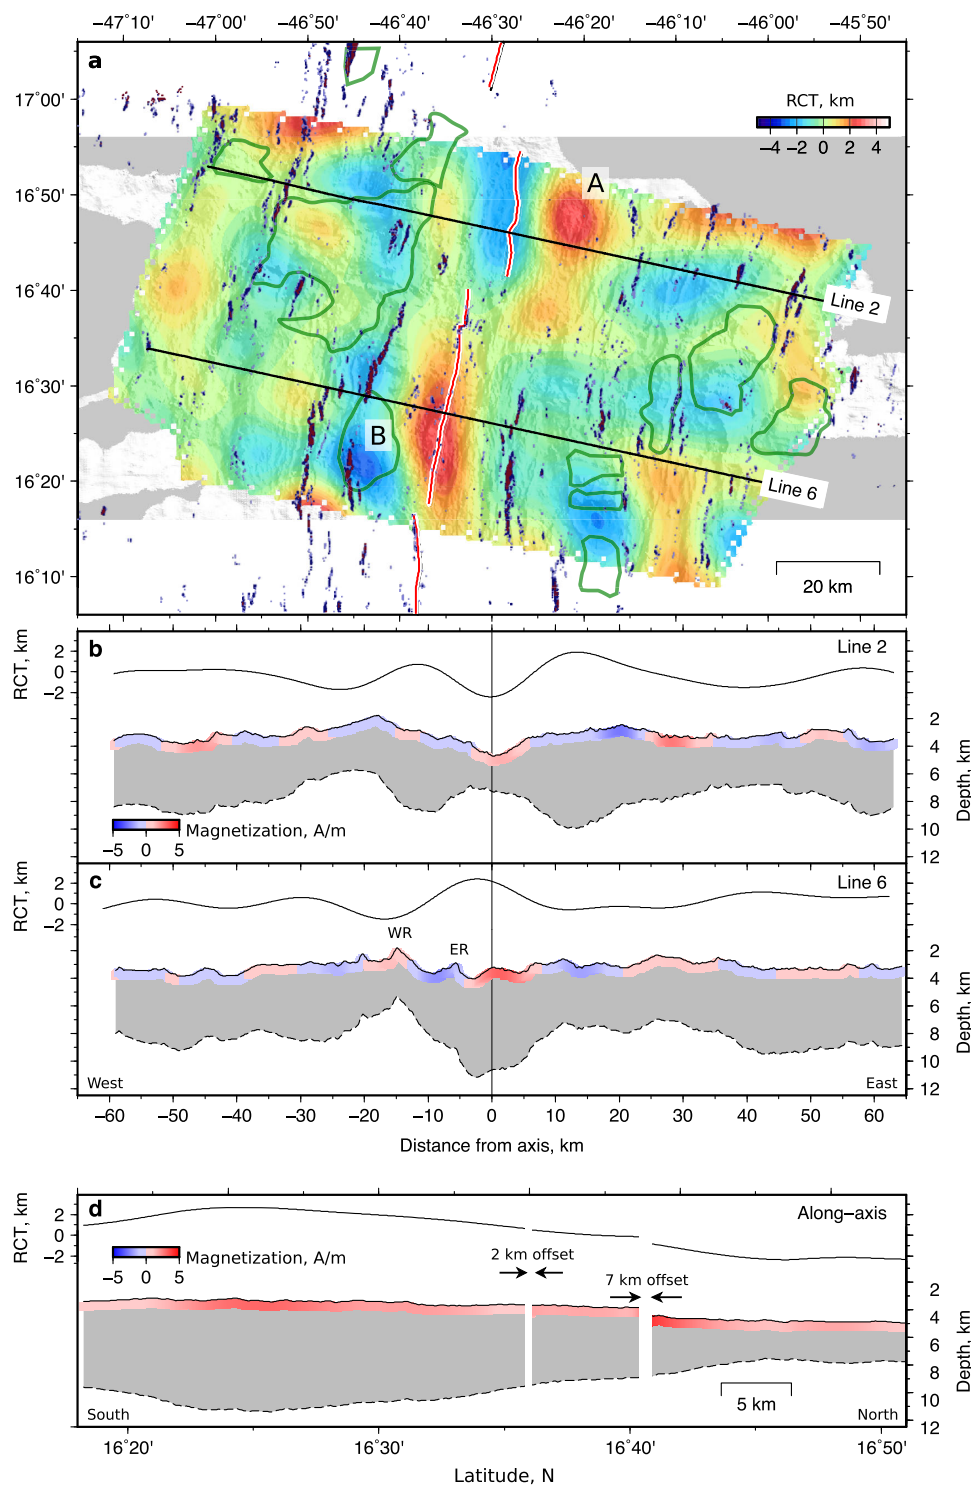 −47°10' −47°00' −46°50' −46°40' −46°30' −46°20' −46°10' −46°00' −45°50'
a
RCT, km
−4 −2 0 2 4
17°00'
16°50'
16°40'
16°30'
16°20'
16°10'
A
B
Line 2
Line 6
20 km
b
Line 2
RCT, km
2
0
−2
2
4
6
8
10
12
Depth, km
Magnetization, A/m
−5 0 5
c
Line 6
RCT, km
2
0
−2
WR
ER
2
4
6
8
10
12
Depth, km
West
East
−60 −50 −40 −30 −20 −10 0 10 20 30 40 50 60
Distance from axis, km
d
Along−axis
RCT, km
2
0
−2
Magnetization, A/m
−5 0 5
2 km offset
7 km offset
2
4
6
8
10
12
Depth, km
5 km
South
North
16°20' 16°30' 16°40' 16°50'
Latitude, N